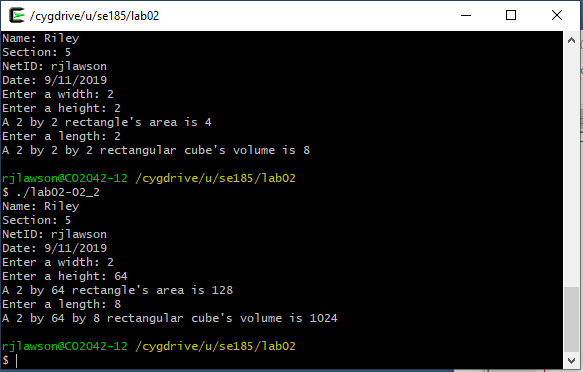 /cygdrive/u/se185/lab02
Name: Riley
Section: 5
NetID: rjlawson
Date: 9/11/2019
Enter a width: 2
Enter a height: 2
A 2 by 2 rectangle's area is 4
Enter a length: 2
A 2 by 2 by 2 rectangular cube's volume is 8
rjlawson@CO2042-12 /cygdrive/u/se185/lab02
$ ./lab02-02_2
Name: Riley
Section: 5
NetID: rjlawson
Date: 9/11/2019
Enter a width: 2
Enter a height: 64
A 2 by 64 rectangle's area is 128
Enter a length: 8
A 2 by 64 by 8 rectangular cube's volume is 1024
rjlawson@CO2042-12 /cygdrive/u/se185/lab02
$